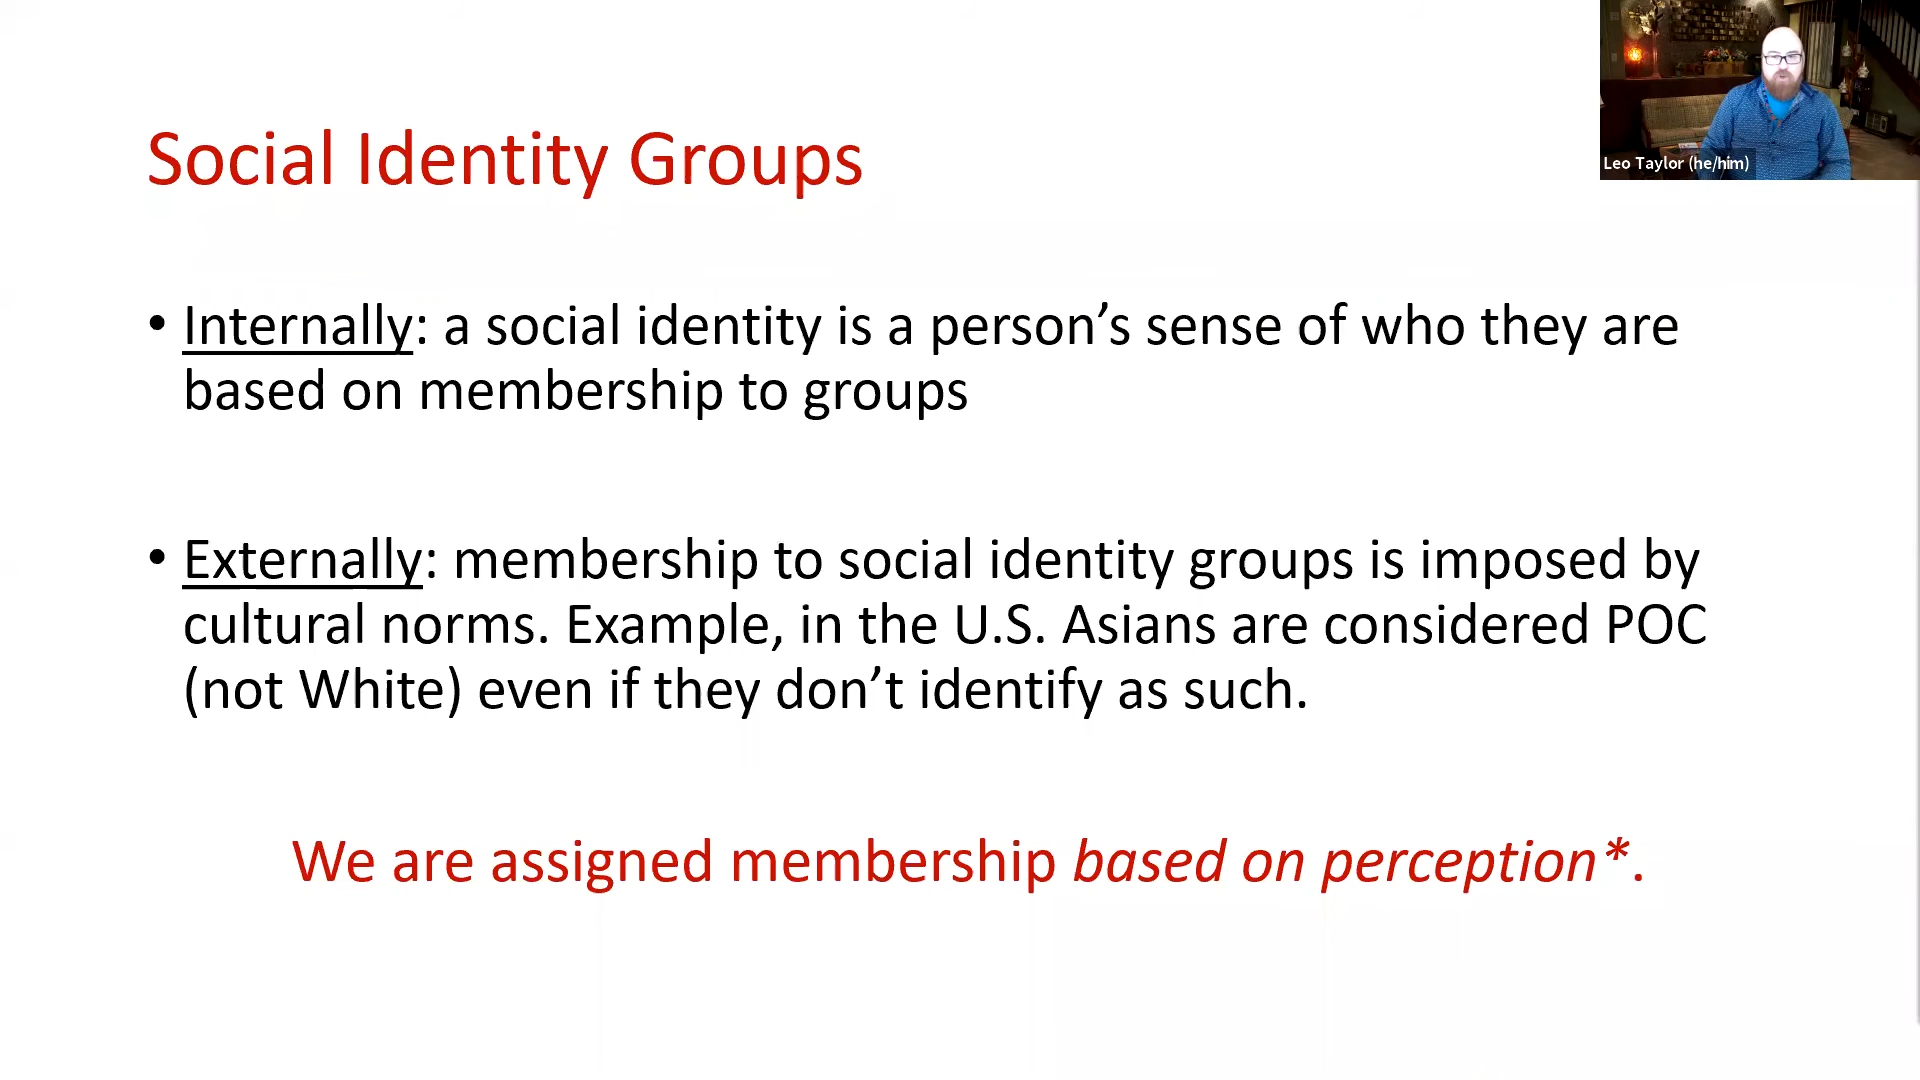 Social Identity Groups
Leo Taylor (he/him)
• Internally: a social identity is a person’s sense of who they are
based on membership to groups
• Externally: membership to social identity groups is imposed by
cultural norms. Example, in the U.S. Asians are considered POC
(not White) even if they don’t identify as such.
We are assigned membership based on perception*.